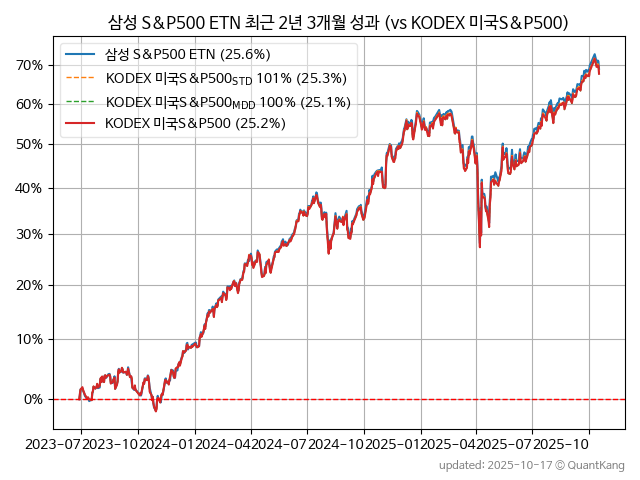 삼성 S&P500 ETN 최근 2년 3개월 성과 (vs KODEX 미국S&P500)
삼성 S&P500 ETN (25.6%)
KODEX 미국S&P500STD 101% (25.3%)
KODEX 미국S&P500MDD 100% (25.1%)
KODEX 미국S&P500 (25.2%)
70%
60%
50%
40%
30%
20%
10%
0%
2023-07 2023-10 2024-01 2024-04 2024-07 2024-10 2025-01 2025-04 2025-07 2025-10
updated: 2025-10-17 © QuantKang